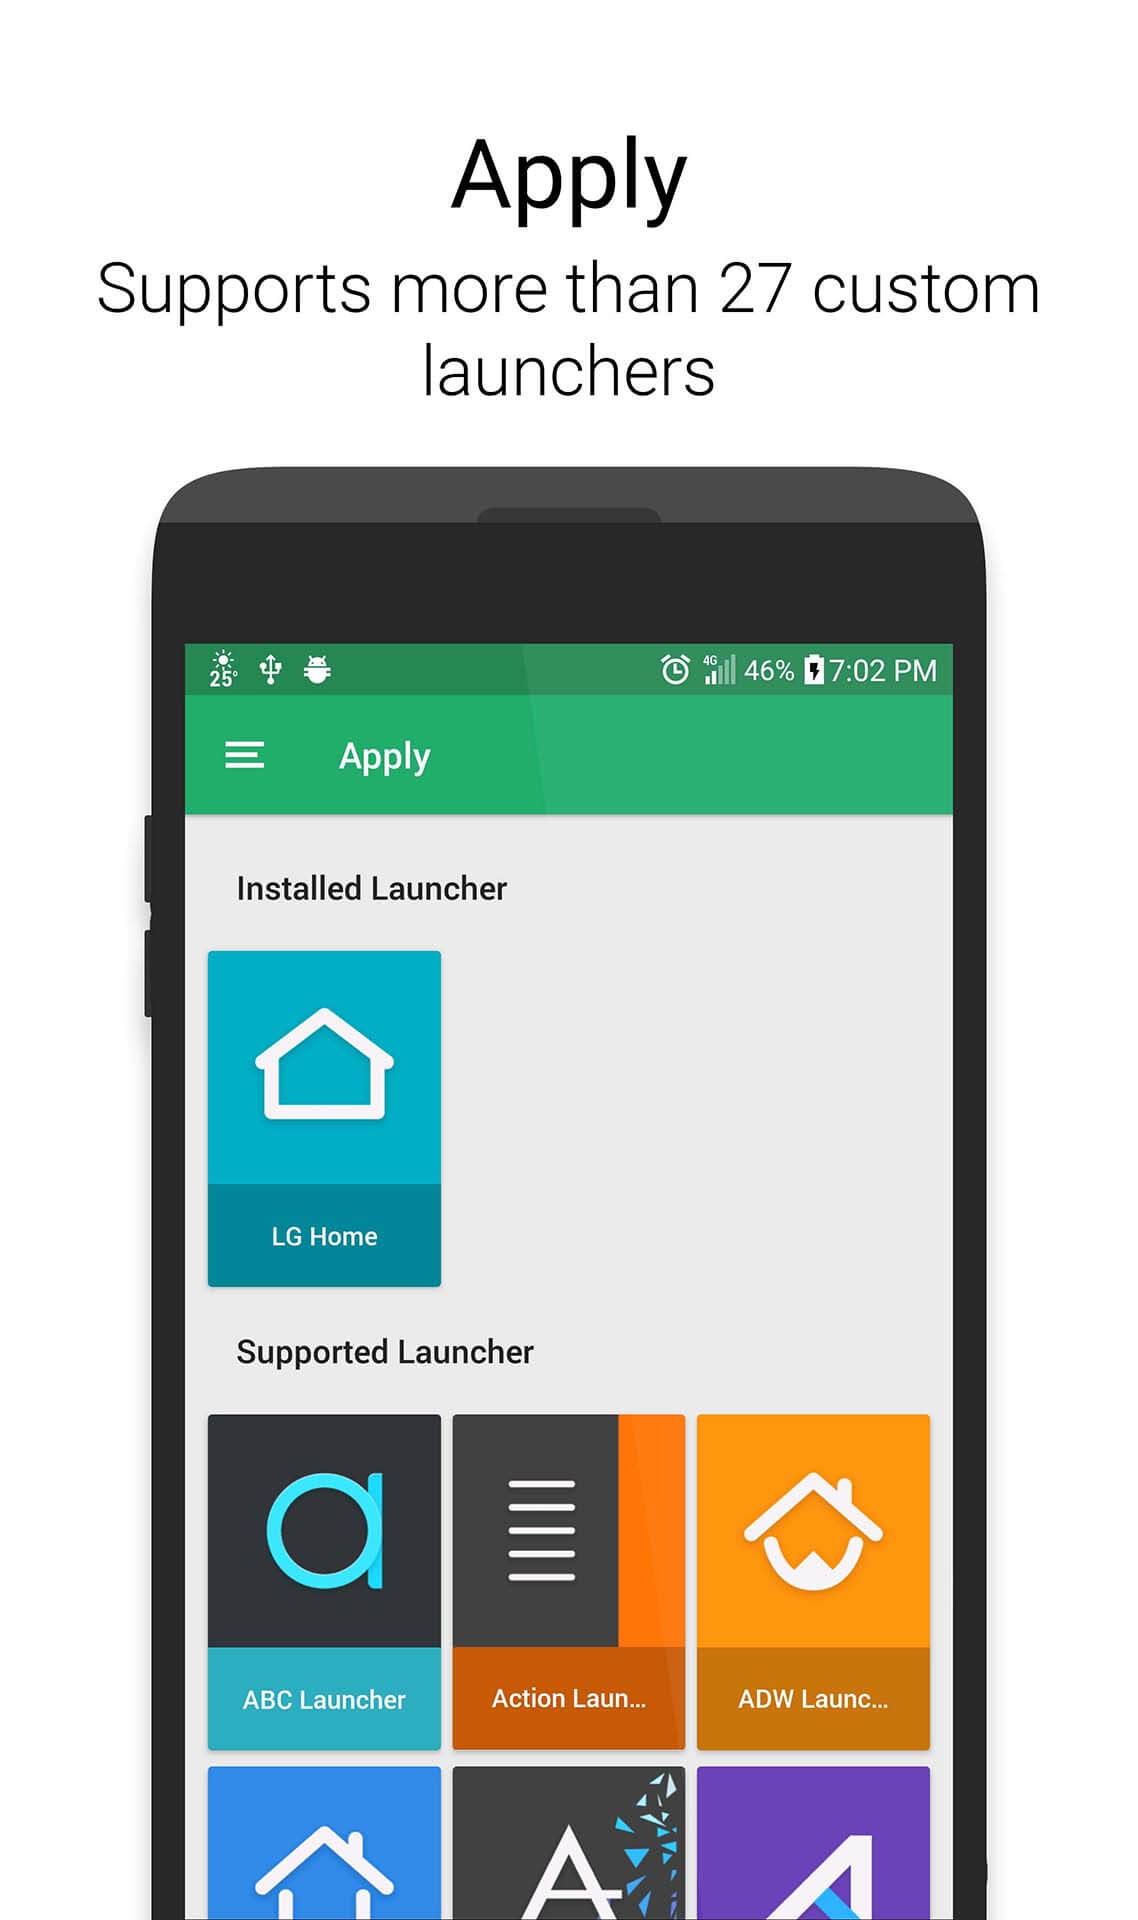 Apply
Supports more than 27 custom
launchers
25° 4G 46% 7:02 PM
Apply
Installed Launcher
LG Home
Supported Launcher
ABC Launcher Action Laun... ADW Launc...